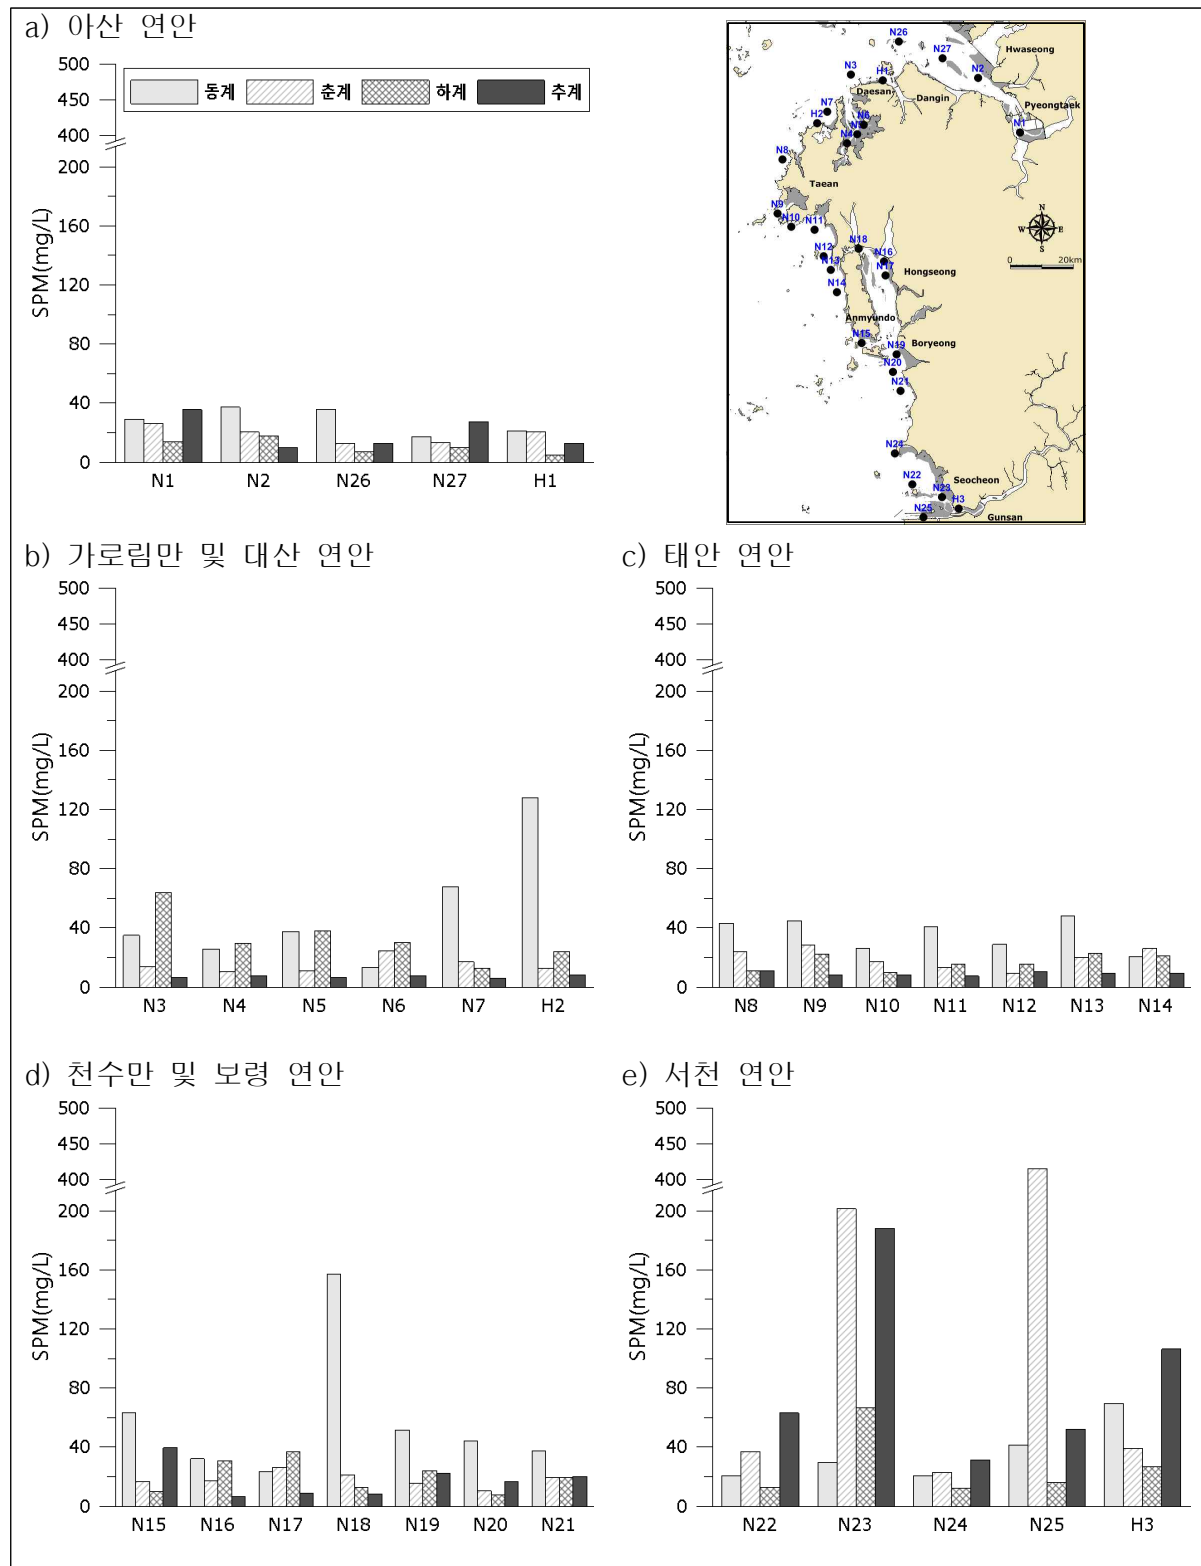 a) 아산 연안
500
450
400
200
160
120
80
40
0
SPM(mg/L)
동계 춘계 하계 추계
N1 N2 N26 N27 H1
N26
N27
Hwaseong
N3
H1
N2
Daesan
Dangin
N7
Pyeongtaek
H2
N6
N1
N5
N4
N8
Taean
N9
N10
N11
N
W E
S
N18
N12
N16
N13
0 20km
N17
Hongseong
N14
Anmyundo
N15
N19
Boryeong
N20
N21
N24
Seocheon
N22
N23
H3
N25
Gunsan
b) 가로림만 및 대산 연안
500
450
400
200
160
120
80
40
0
SPM(mg/L)
N3 N4 N5 N6 N7 H2
c) 태안 연안
500
450
400
200
160
120
80
40
0
SPM(mg/L)
N8 N9 N10 N11 N12 N13 N14
d) 천수만 및 보령 연안
500
450
400
200
160
120
80
40
0
SPM(mg/L)
N15 N16 N17 N18 N19 N20 N21
e) 서천 연안
500
450
400
200
160
120
80
40
0
SPM(mg/L)
N22 N23 N24 N25 H3